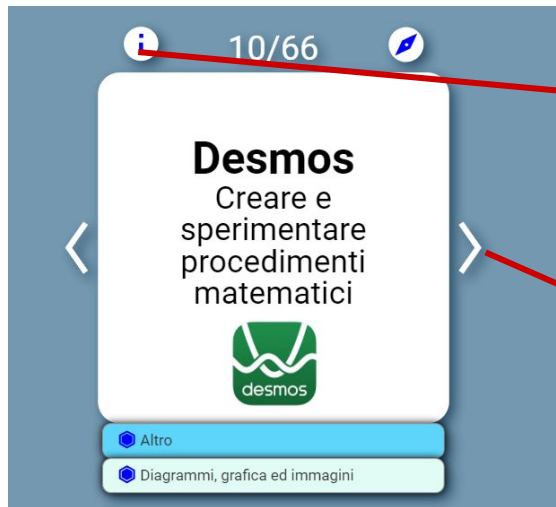 i 10/66
Desmos
Creare e
sperimentare
procedimenti
matematici
desmos
Altro
Diagrammi, grafica ed immagini